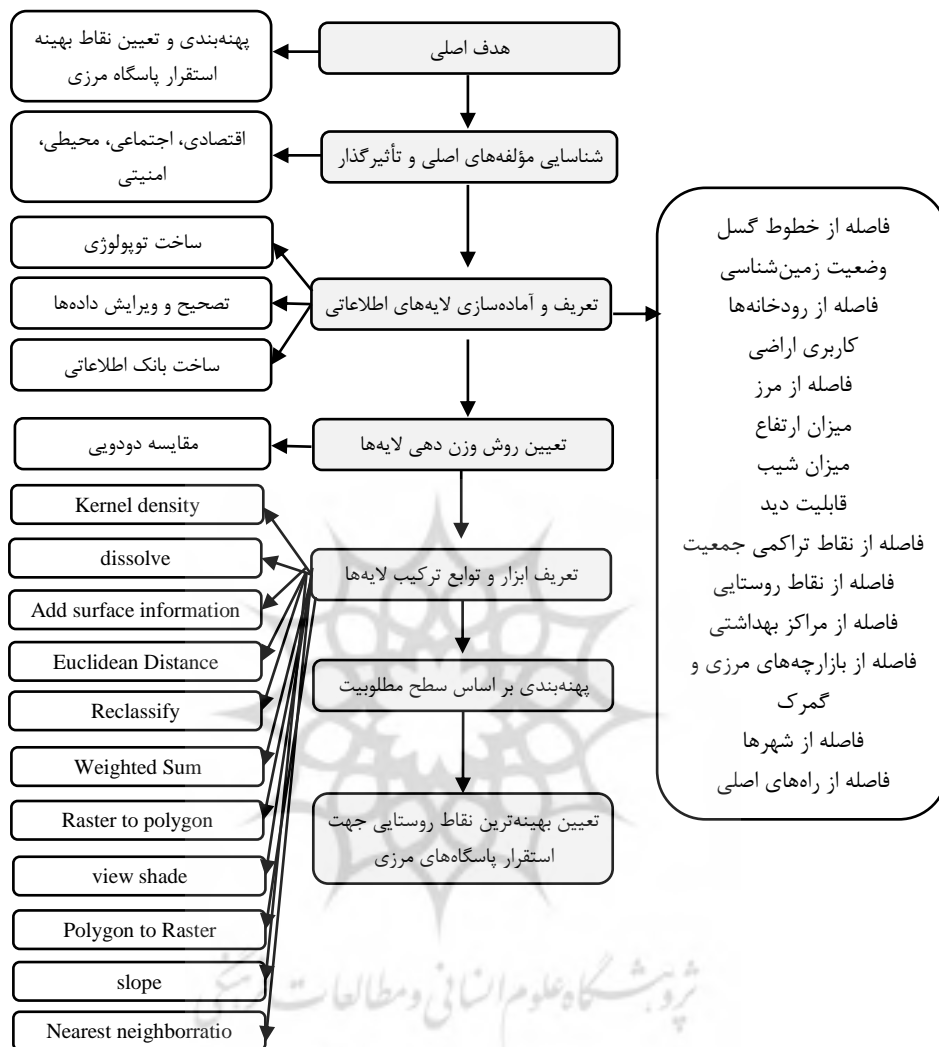 هدف اصلی
پهنه‌بندی و تعیین نقاط بهینه
استقرار پاسگاه مرزی
شناسایی مؤلفه‌های اصلی و تأثیرگذار
اقتصادی، اجتماعی، محیطی،
امنیتی
تعریف و آماده‌سازی لایه‌های اطلاعاتی
ساخت توپولوژی
تصحیح و ویرایش داده‌ها
ساخت بانک اطلاعاتی
فاصله از خطوط گسل
وضعیت زمین‌شناسی
فاصله از رودخانه‌ها
کاربری اراضی
فاصله از مرز
میزان ارتفاع
میزان شیب
قابلیت دید
فاصله از نقاط تراکمی جمعیت
فاصله از نقاط روستایی
فاصله از مراکز بهداشتی
فاصله از بازارچه‌های مرزی و
گمرک
فاصله از شهرها
فاصله از راه‌های اصلی
تعیین روش وزن دهی لایه‌ها
مقایسه دودویی
تعریف ابزار و توابع ترکیب لایه‌ها
Kernel density
dissolve
Add surface information
Euclidean Distance
Reclassify
Weighted Sum
Raster to polygon
view shade
Polygon to Raster
slope
Nearest neighborratio
پهنه‌بندی بر اساس سطح مطلوبیت
تعیین بهینه‌ترین نقاط روستایی جهت
استقرار پاسگاه‌های مرزی
پژوهشگاه علوم انسانی و مطالعات فرهنگی